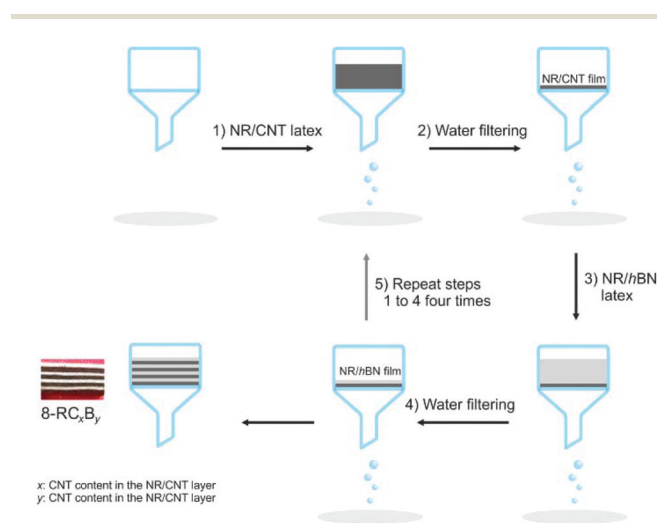 1) NR/CNT latex
2) Water filtering
NR/CNT film
3) NR/hBN
latex
5) Repeat steps
1 to 4 four times
NR/hBN film
4) Water filtering
8-RCxBy
x: CNT content in the NR/CNT layer
y: CNT content in the NR/CNT layer